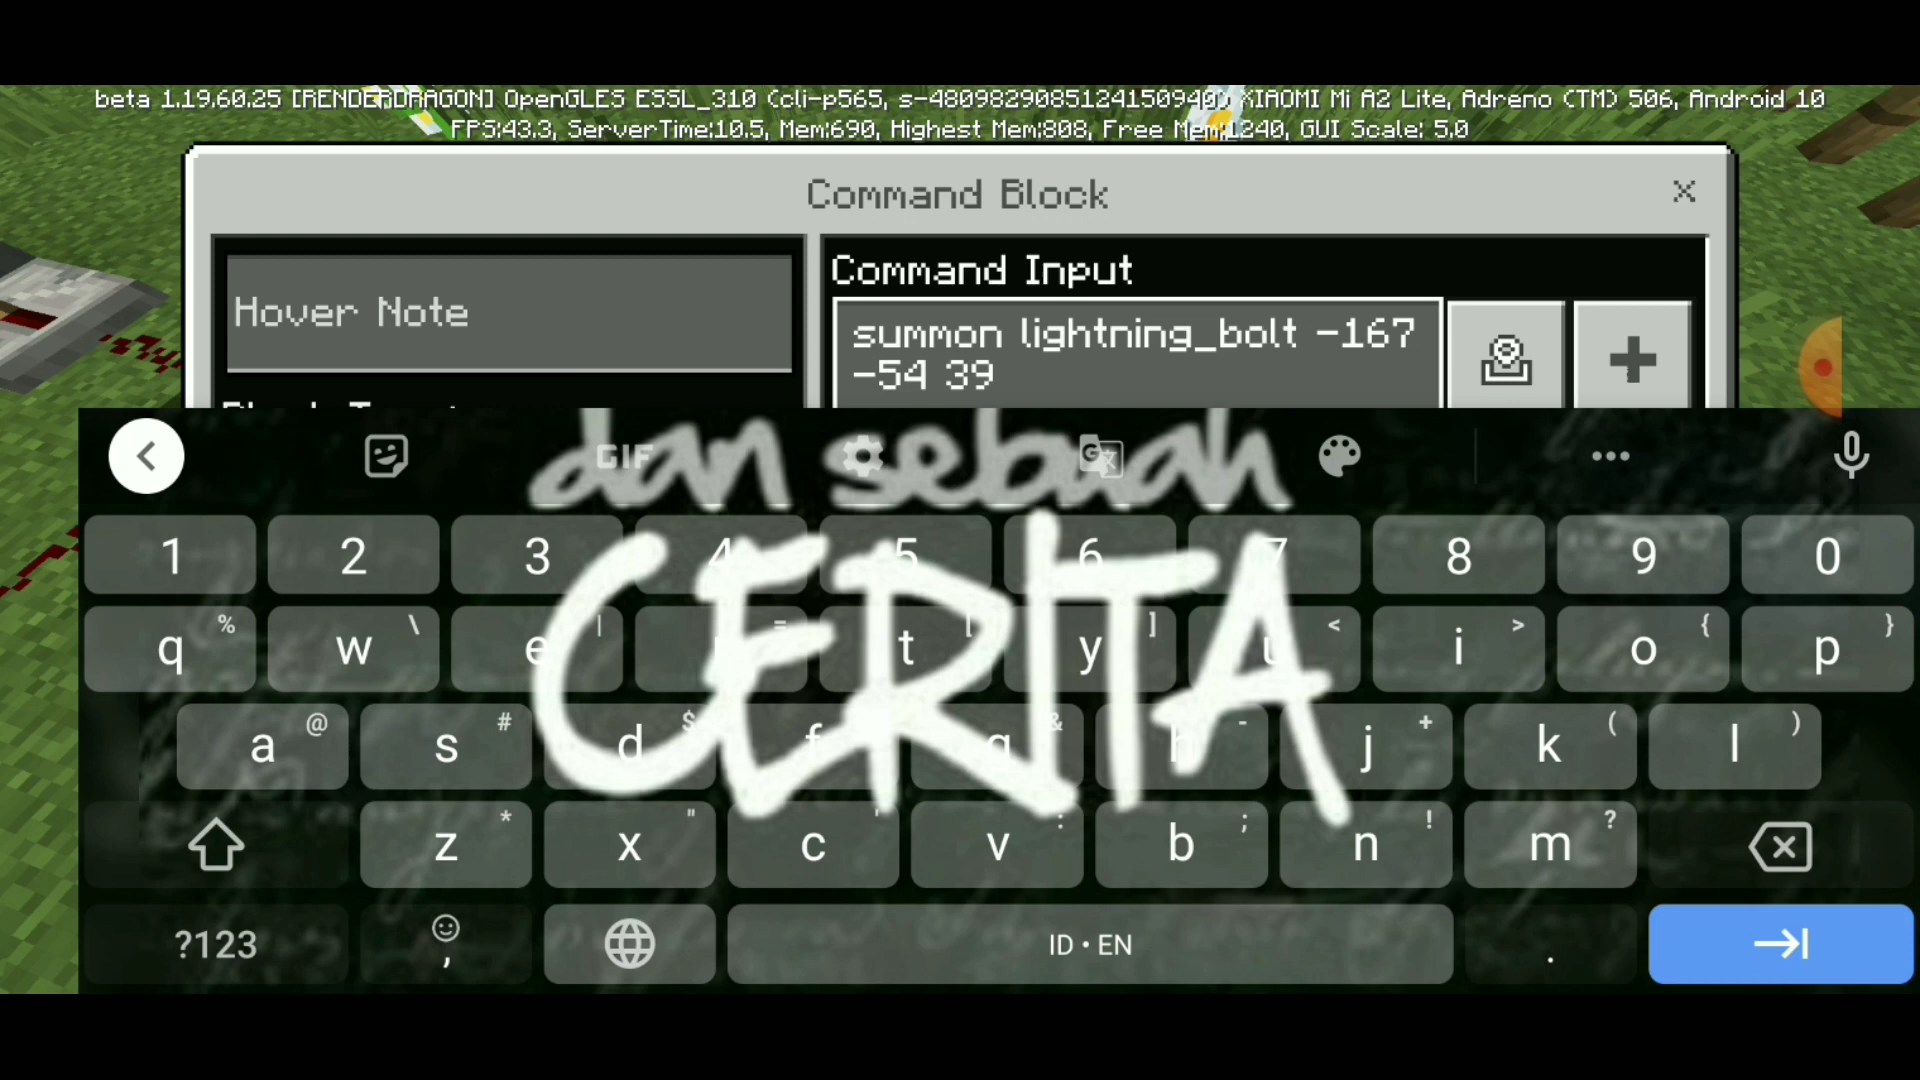 beta 1.19.60.25 [RENDERDRAGON] OpenGLES ESSL_310 (cli-p565, s-4809829085124150940) XIAOMI Mi A2 Lite, Adreno (TM) 506, Android 10
FPS:43.3, ServerTime:10.5, Mem:690, Highest Mem:808, Free Mem:1240, GUI Scale: 5.0
Command Block
Hover Note
Command Input
summon lightning_bolt -167
-54 39
dan sebuah
CERITA
GIF
1 2 3 4 5 6 7 8 9 0
q % w \ e | = t [ y ] u < i > o { p }
a @ s # d $ f g & h - j + k ( l )
z * x " c ' v : b ; n ! m ?
?123 , ID • EN .